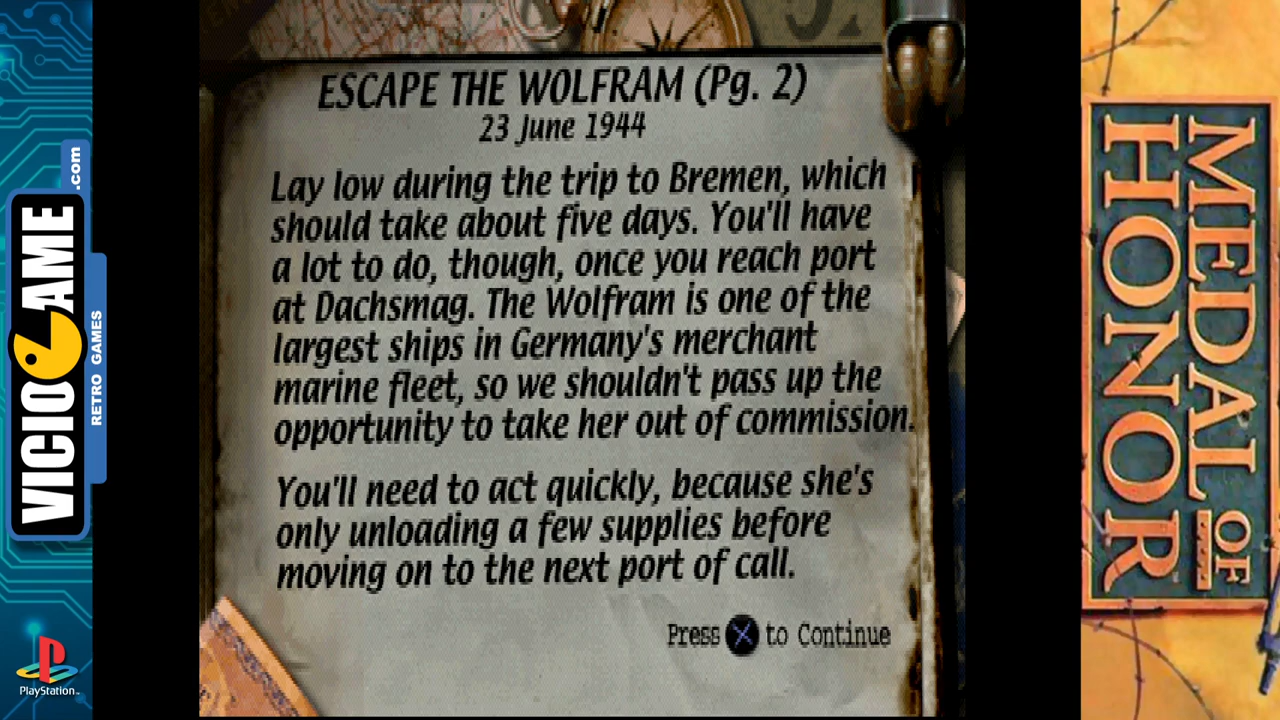 ESCAPE THE WOLFRAM (Pg. 2)
23 June 1944
Lay low during the trip to Bremen, which
should take about five days. You'll have
a lot to do, though, once you reach port
at Dachsmag. The Wolfram is one of the
largest ships in Germany's merchant
marine fleet, so we shouldn't pass up the
opportunity to take her out of commission.
You'll need to act quickly, because she's
only unloading a few supplies before
moving on to the next port of call.
Press X to Continue
VICIOGAME.com
RETRO GAMES
PlayStation
MEDAL OF
HONOR